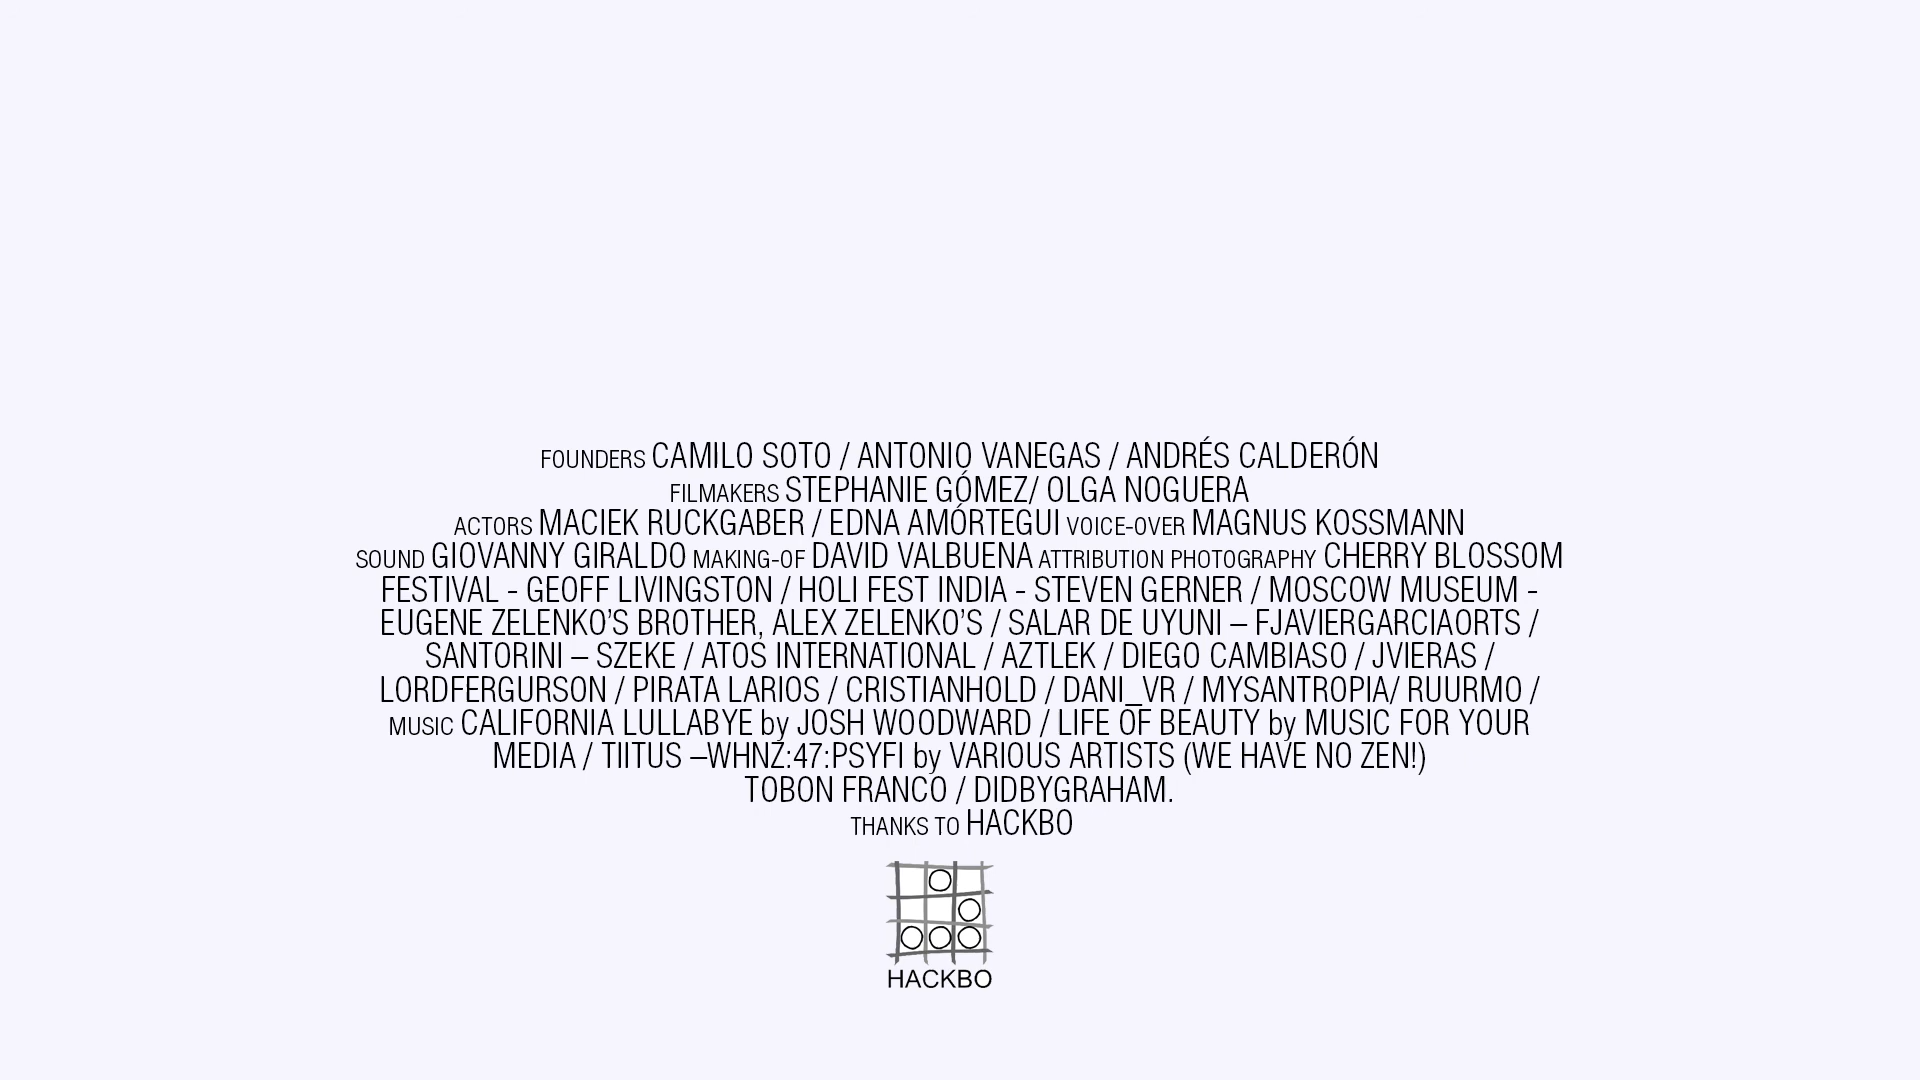 FOUNDERS CAMILO SOTO / ANTONIO VANEGAS / ANDRÉS CALDERÓN
FILMAKERS STEPHANIE GÓMEZ/ OLGA NOGUERA
ACTORS MACIEK RUCKGABER / EDNA AMÓRTEGUI VOICE-OVER MAGNUS KOSSMANN
SOUND GIOVANNY GIRALDO MAKING-OF DAVID VALBUENA ATTRIBUTION PHOTOGRAPHY CHERRY BLOSSOM
FESTIVAL - GEOFF LIVINGSTON / HOLI FEST INDIA - STEVEN GERNER / MOSCOW MUSEUM -
EUGENE ZELENKO’S BROTHER, ALEX ZELENKO’S / SALAR DE UYUNI – FJAVIERGARCIAORTS /
SANTORINI – SZEKE / ATOS INTERNATIONAL / AZTLEK / DIEGO CAMBIASO / JVIERAS /
LORDFERGURSON / PIRATA LARIOS / CRISTIANHOLD / DANI_VR / MYSANTROPIA/ RUURMO /
MUSIC CALIFORNIA LULLABYE by JOSH WOODWARD / LIFE OF BEAUTY by MUSIC FOR YOUR
MEDIA / TIITUS –WHNZ:47:PSYFI by VARIOUS ARTISTS (WE HAVE NO ZEN!)
TOBON FRANCO / DIDBYGRAHAM.
THANKS TO HACKBO
HACKBO